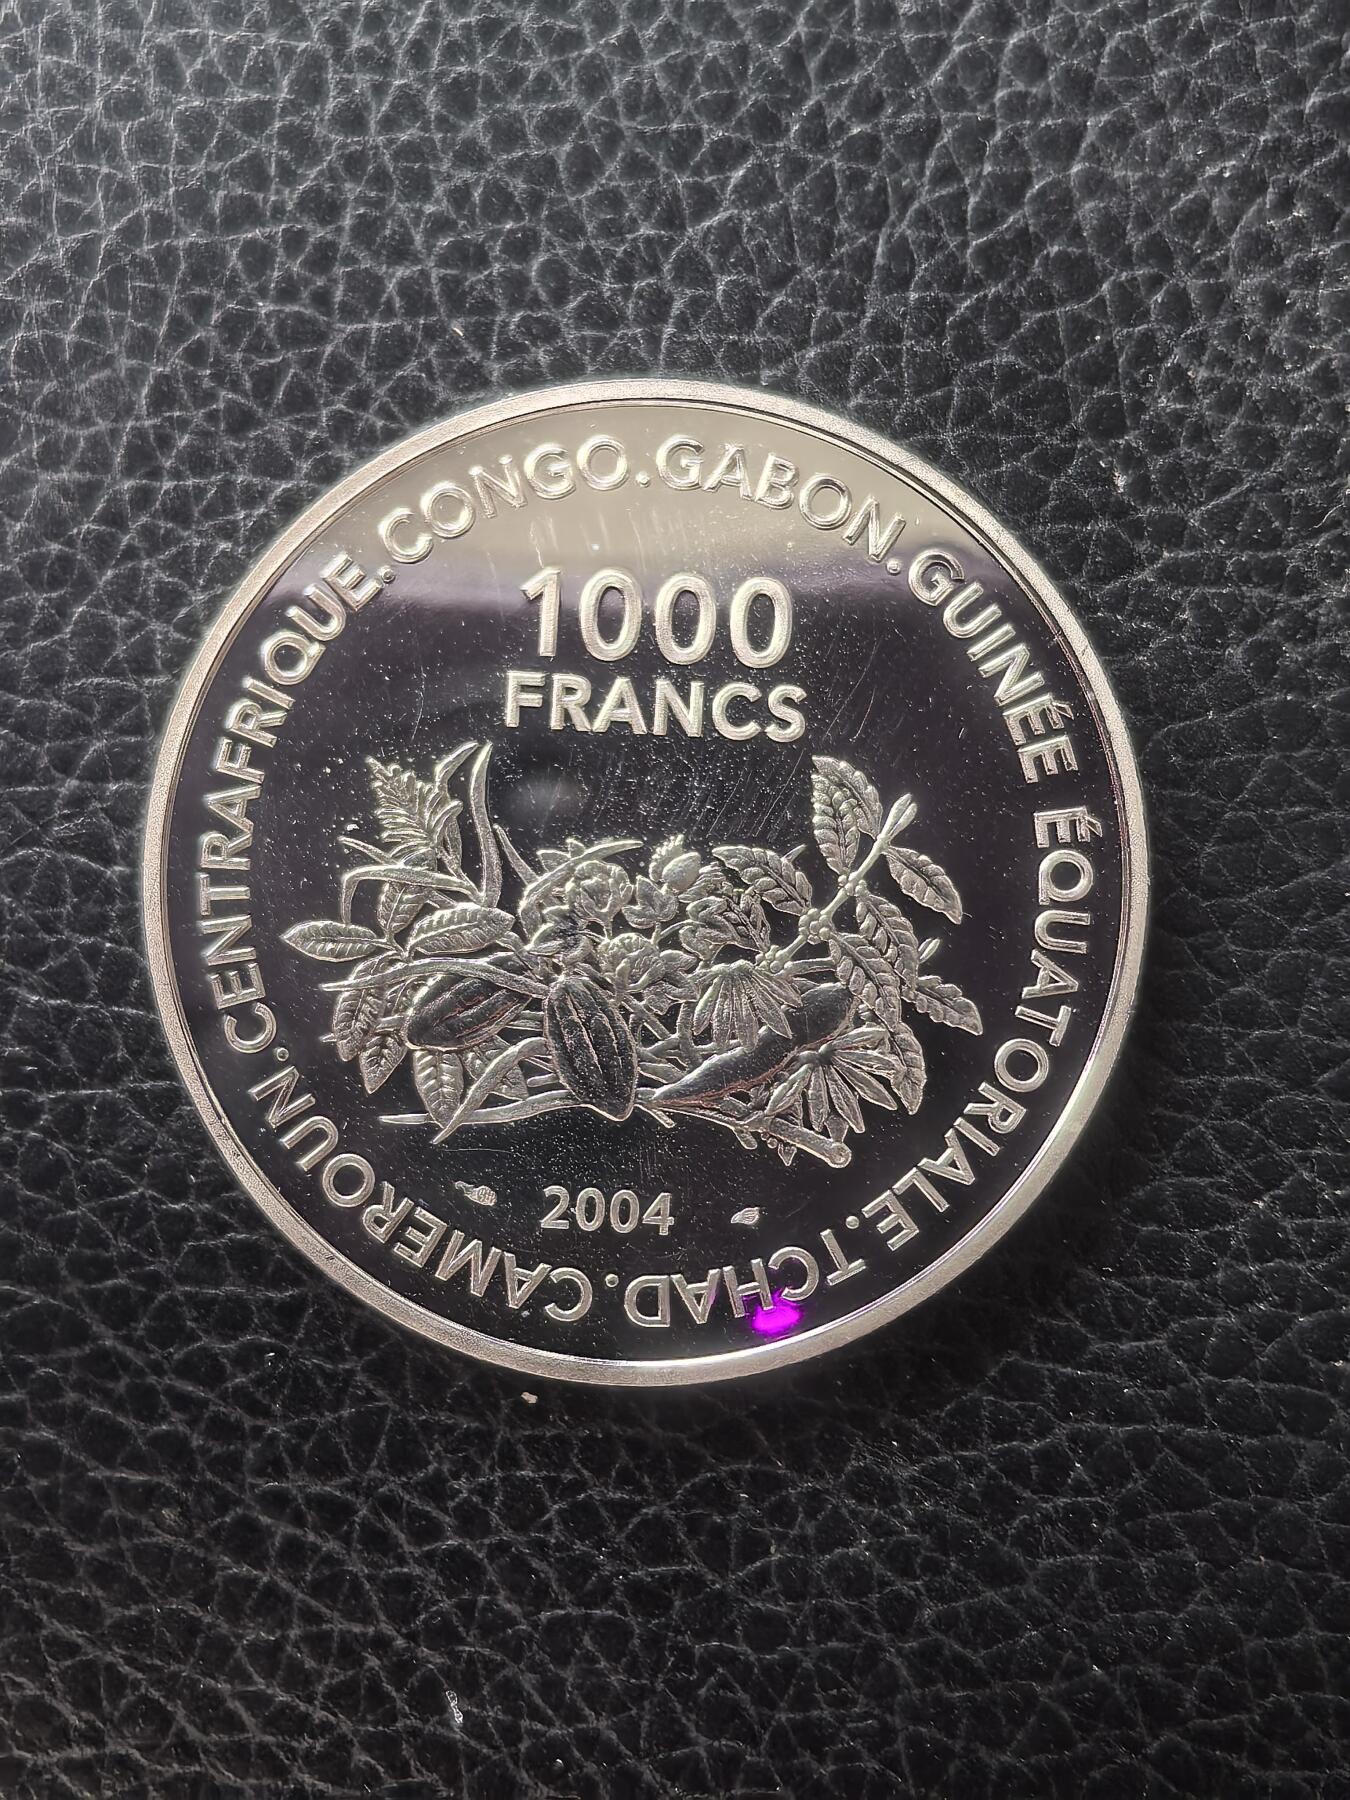 CAMEROUN.CENTRAFRIQUE.CONGO.GABON.GUINÉE ÉQUATORIALE.TCHAD.
1000
FRANCS
2004